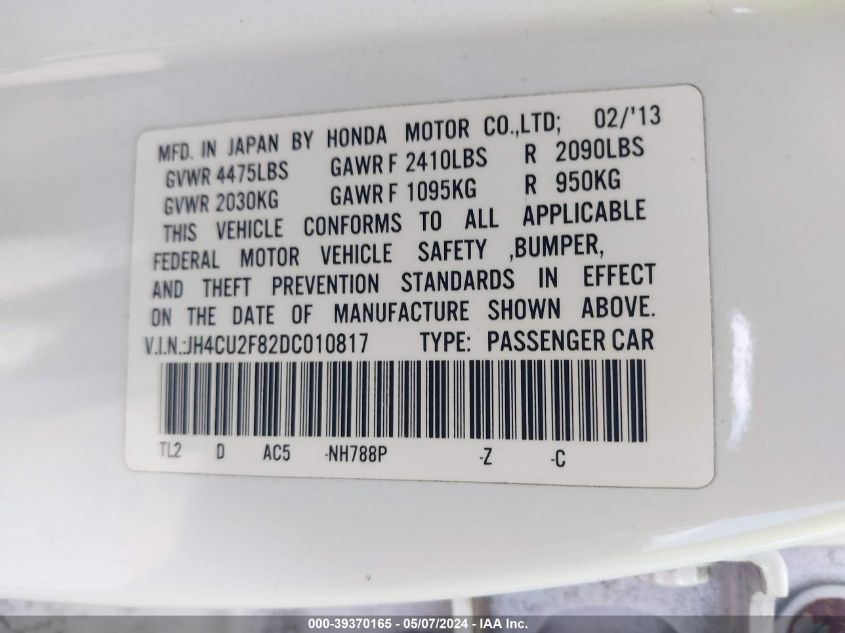 MFD. IN JAPAN BY HONDA MOTOR CO.,LTD; 02/'13
GVWR 4475LBS GAWR F 2410LBS R 2090LBS
GVWR 2030KG GAWR F 1095KG R 950KG
THIS VEHICLE CONFORMS TO ALL APPLICABLE
FEDERAL MOTOR VEHICLE SAFETY ,BUMPER,
AND THEFT PREVENTION STANDARDS IN EFFECT
ON THE DATE OF MANUFACTURE SHOWN ABOVE.
V.I.N.:JH4CU2F82DC010817 TYPE: PASSENGER CAR
TL2 D AC5 -NH788P -Z -C
000-39370165 - 05/07/2024 - IAA Inc.